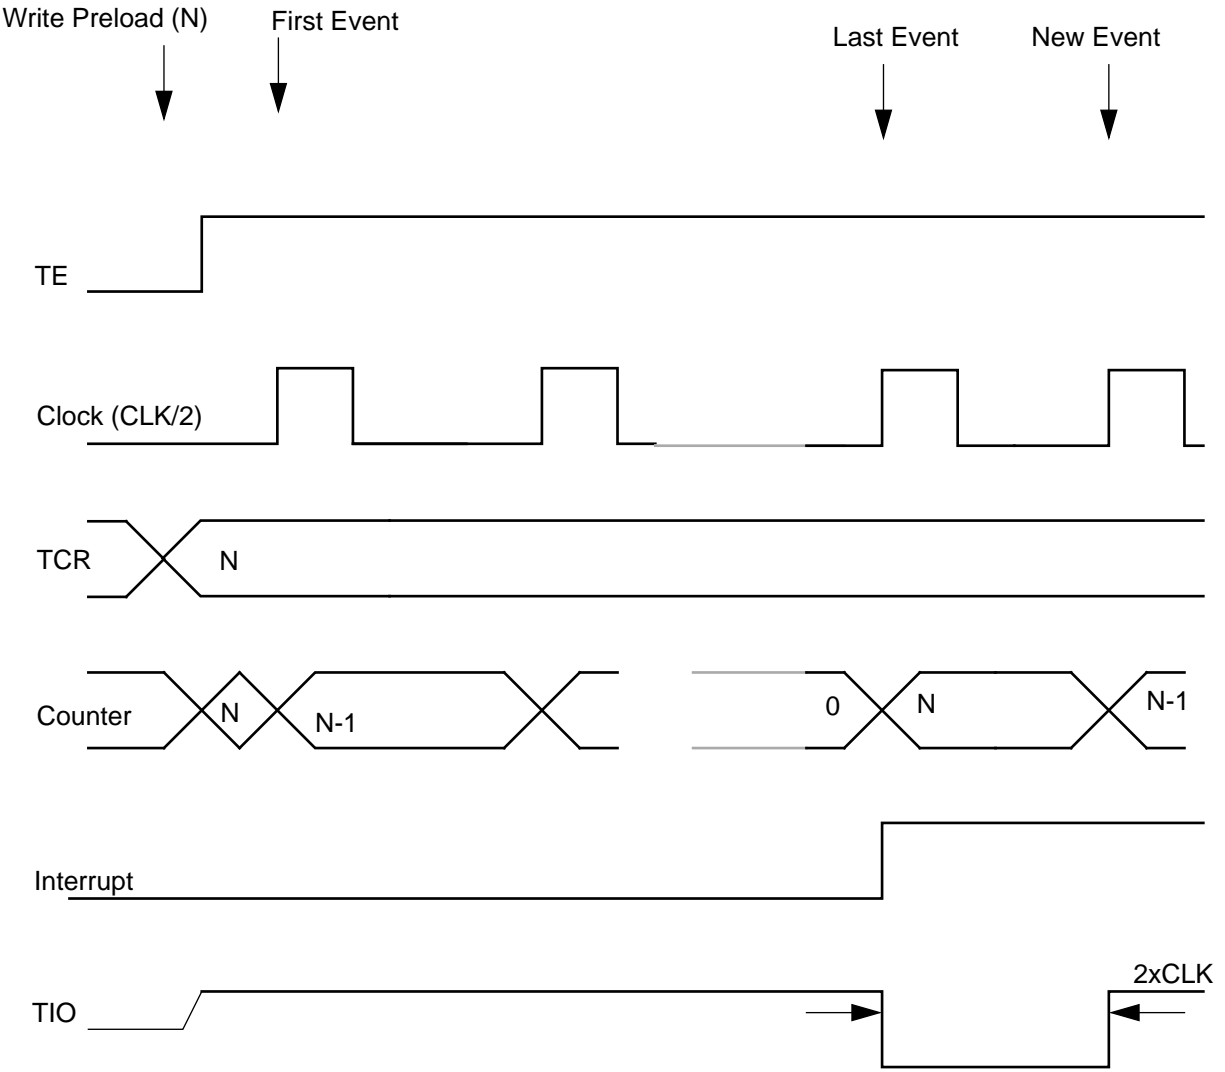 Write Preload (N)
First Event
Last Event
New Event
TE
Clock (CLK/2)
TCR
N
Counter
N
N-1
0
N
N-1
Interrupt
2xCLK
TIO